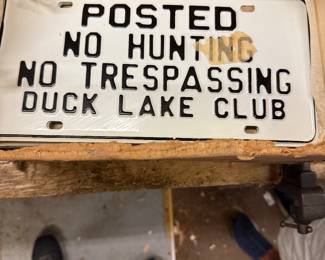 POSTED
NO HUNTING
NO TRESPASSING
DUCK LAKE CLUB